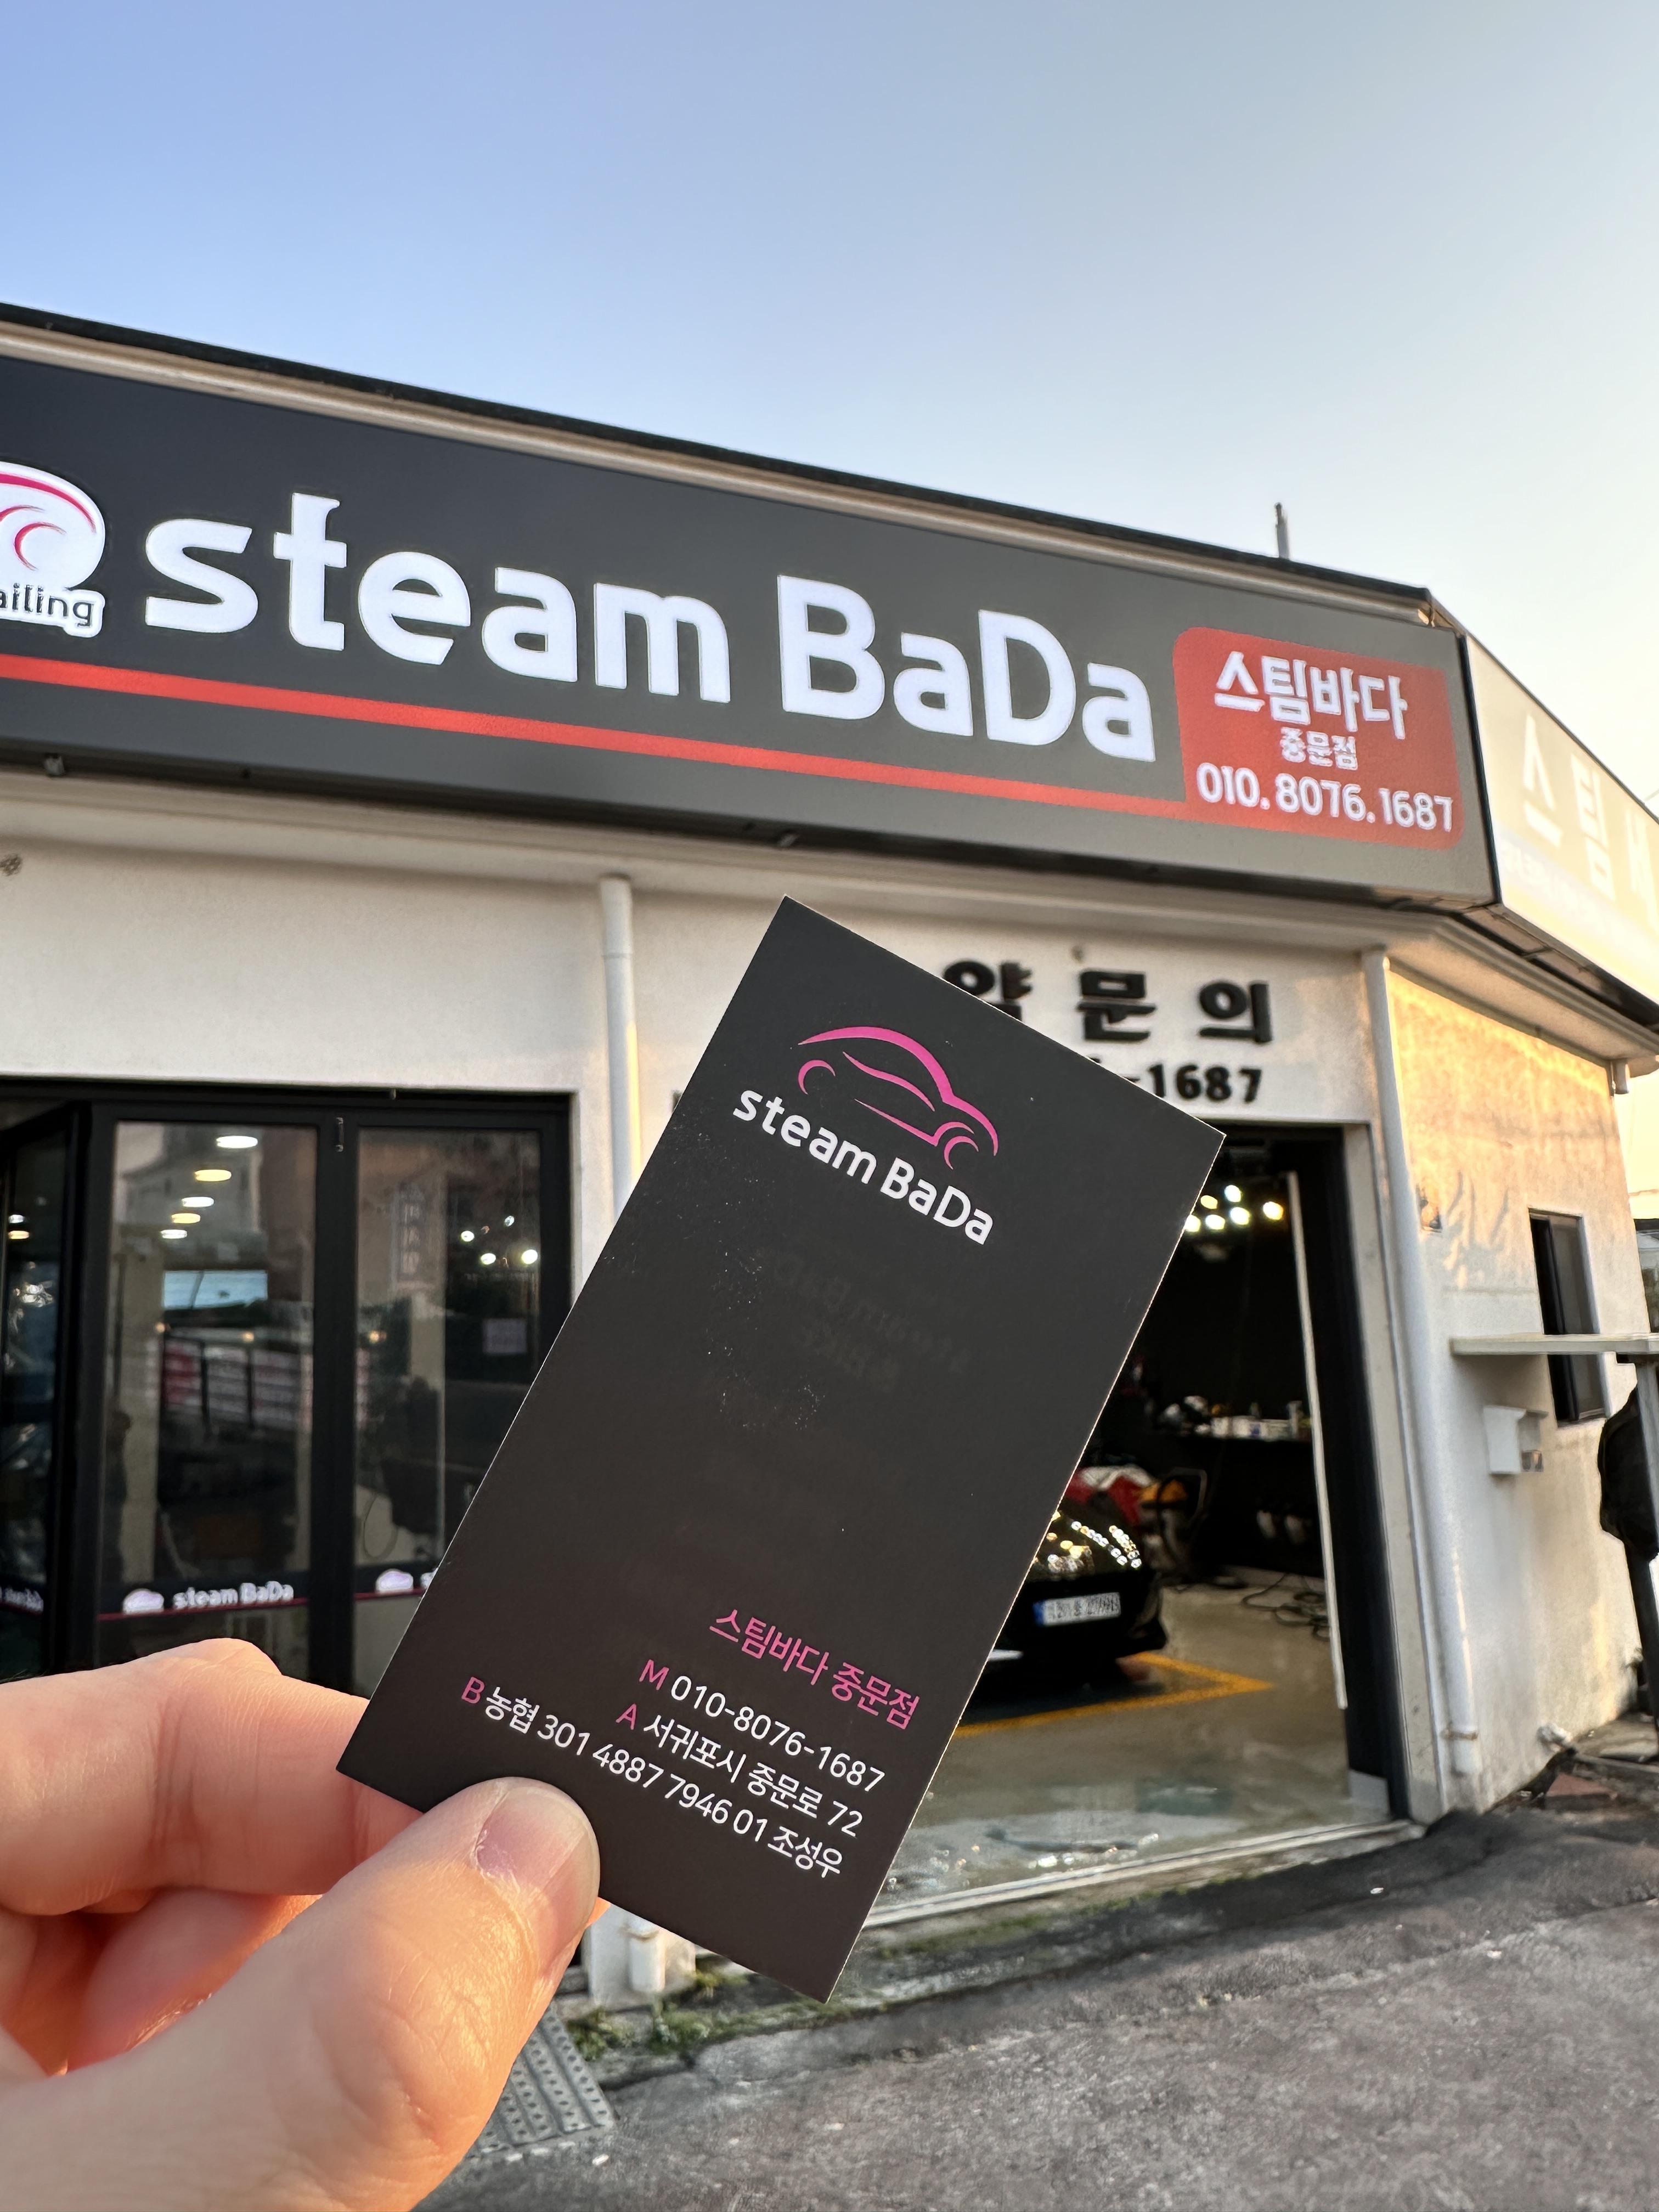 steam BaDa
스팀바다
중문점
010.8076.1687
문의
-1687
steam BaDa
스팀바다 중문점
M 010-8076-1687
A 서귀포시 중문로 72
B 농협 301 4887 7946 01 조성우
steam BaDa